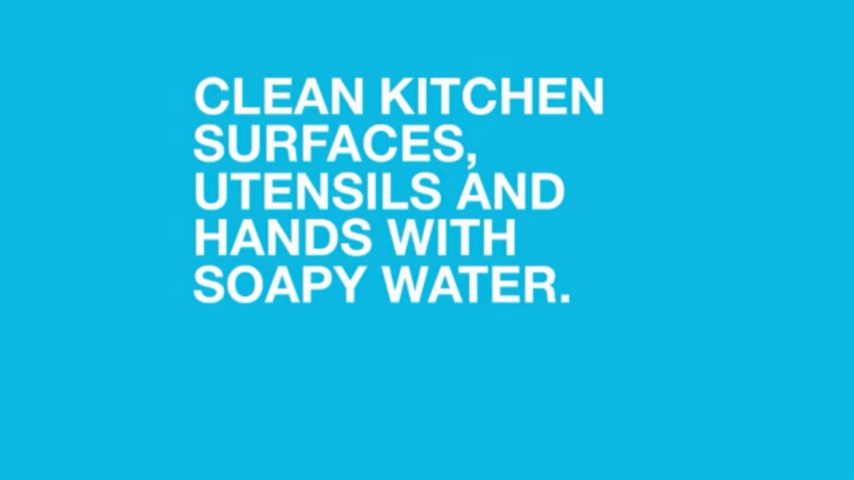 CLEAN KITCHEN
SURFACES,
UTENSILS AND
HANDS WITH
SOAPY WATER.